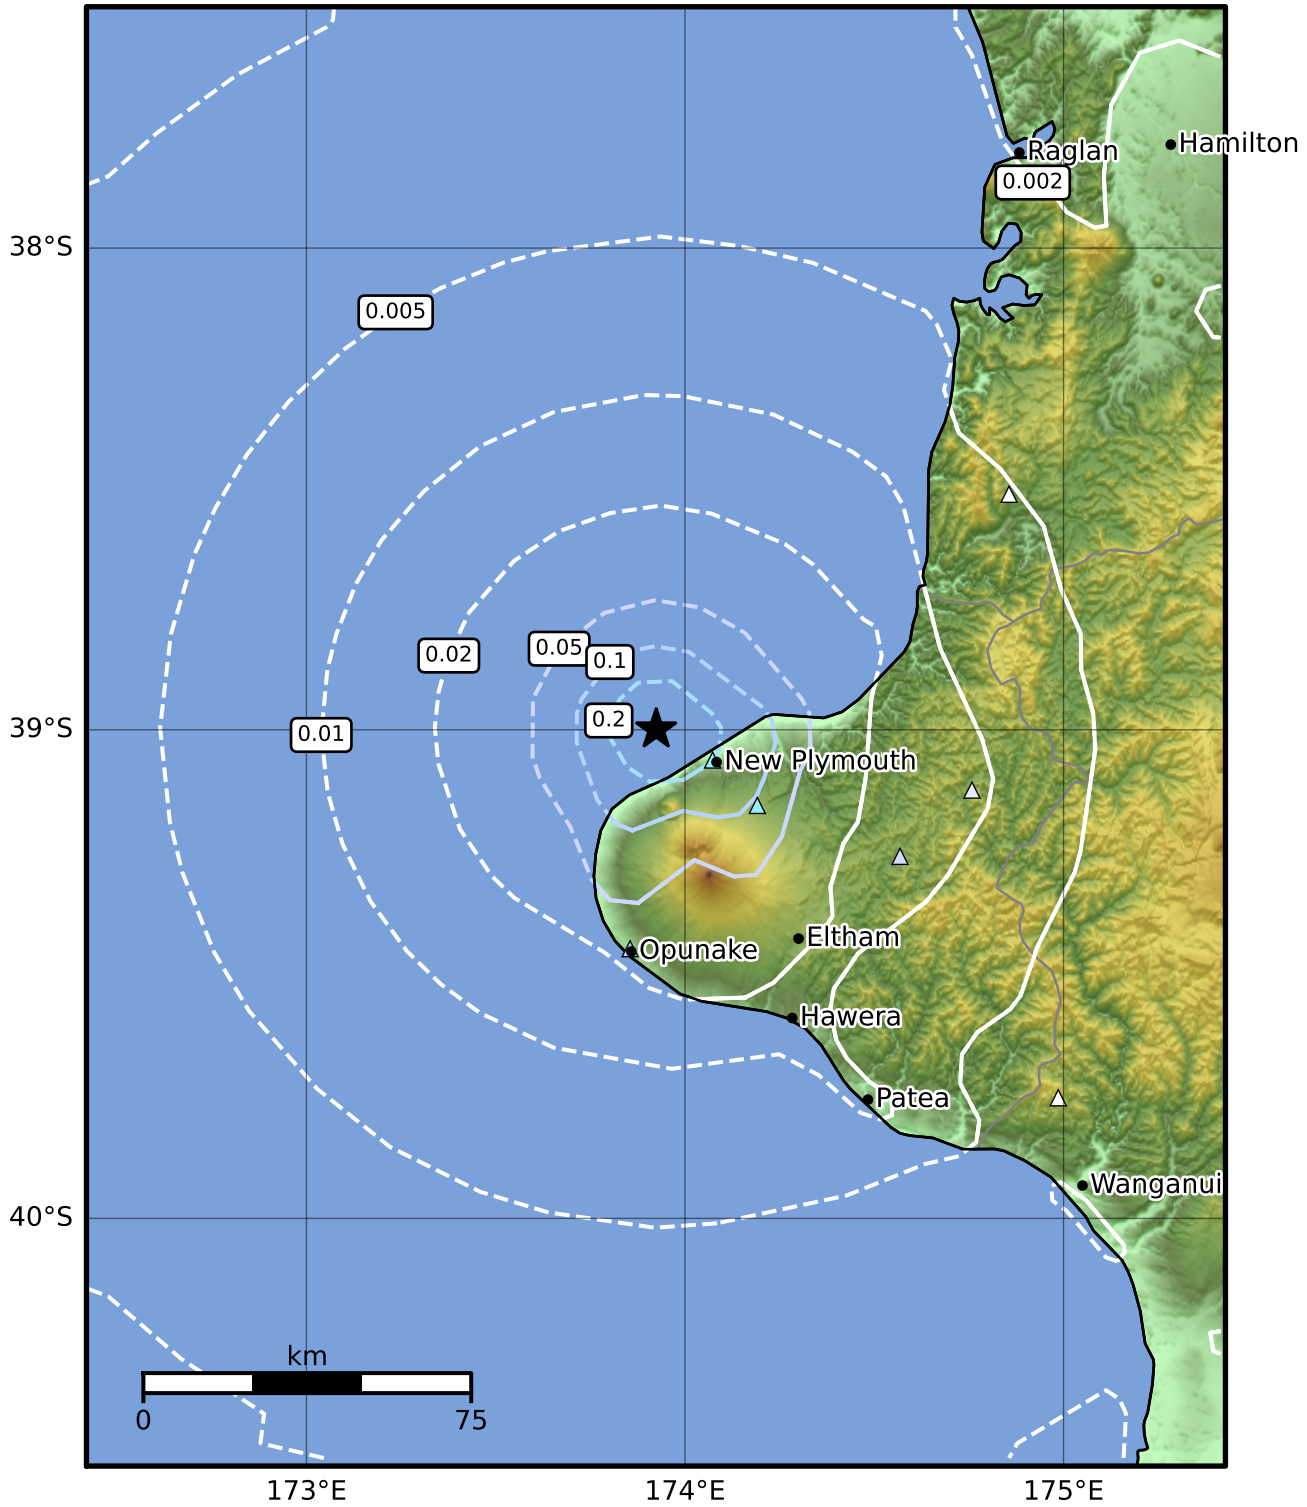 Hamilton
Raglan
0.002
38°S
0.005
0.05
0.02
0.1
0.2
39°S
0.01
New Plymouth
Eltham
Opunake
Hawera
Patea
Wanganui
40°S
km
0 75
173°E 174°E 175°E